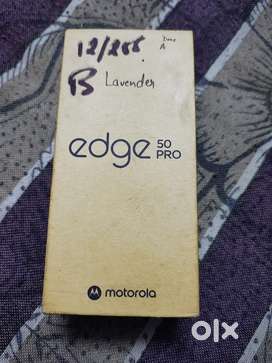 12/256
B Lavender
edge 50
PRO
motorola
olx